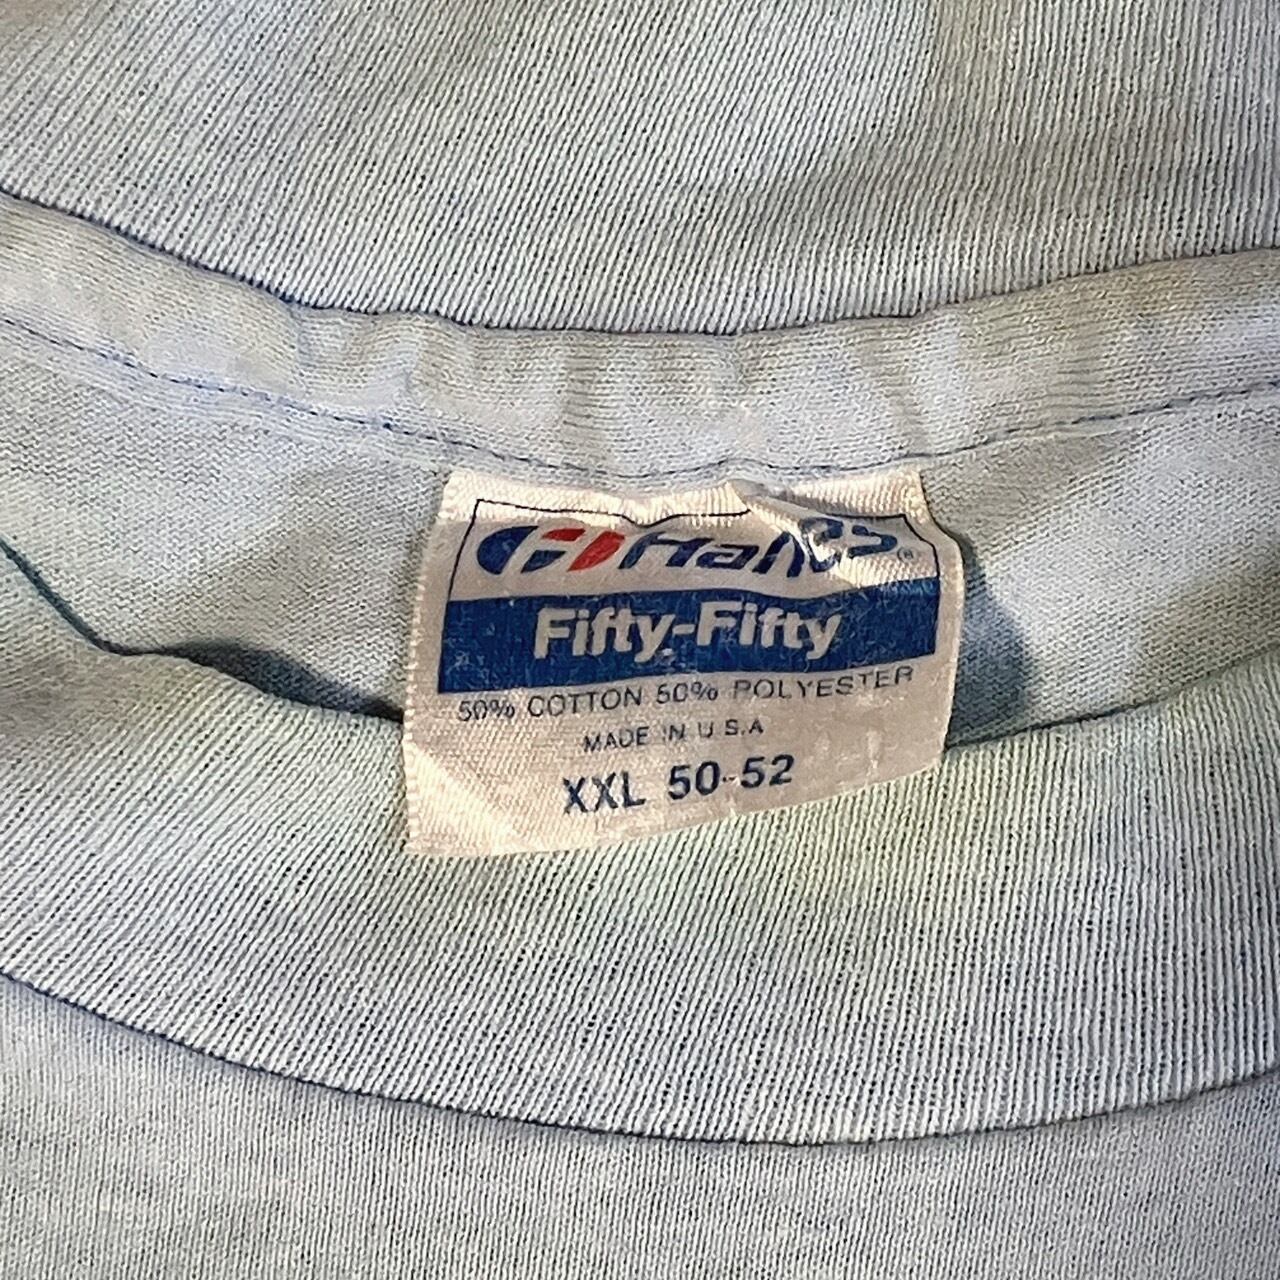 Hanes ®
Fifty-Fifty
50% COTTON 50% POLYESTER
MADE IN U.S.A
XXL 50-52